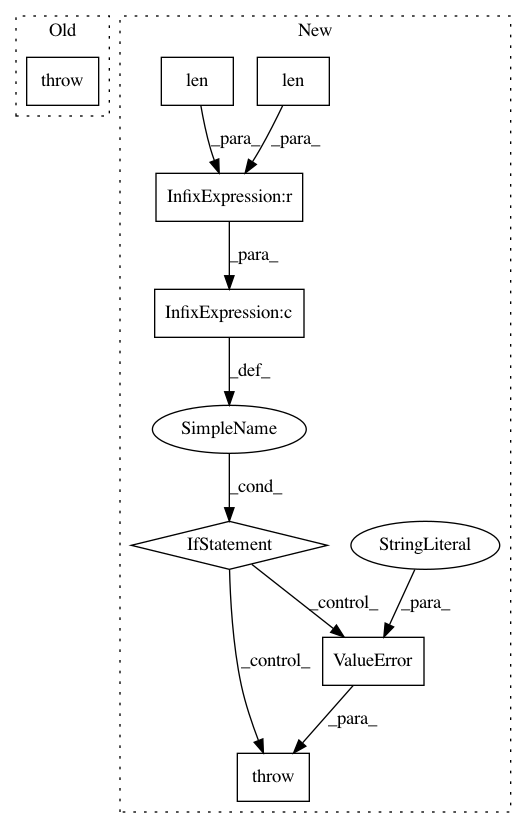 Old
New
throw
len
len
_para_
_para_
InfixExpression:r
_para_
InfixExpression:c
_def_
SimpleName
_cond_
IfStatement
StringLiteral
_control_
_para_
ValueError
_control_
_para_
throw